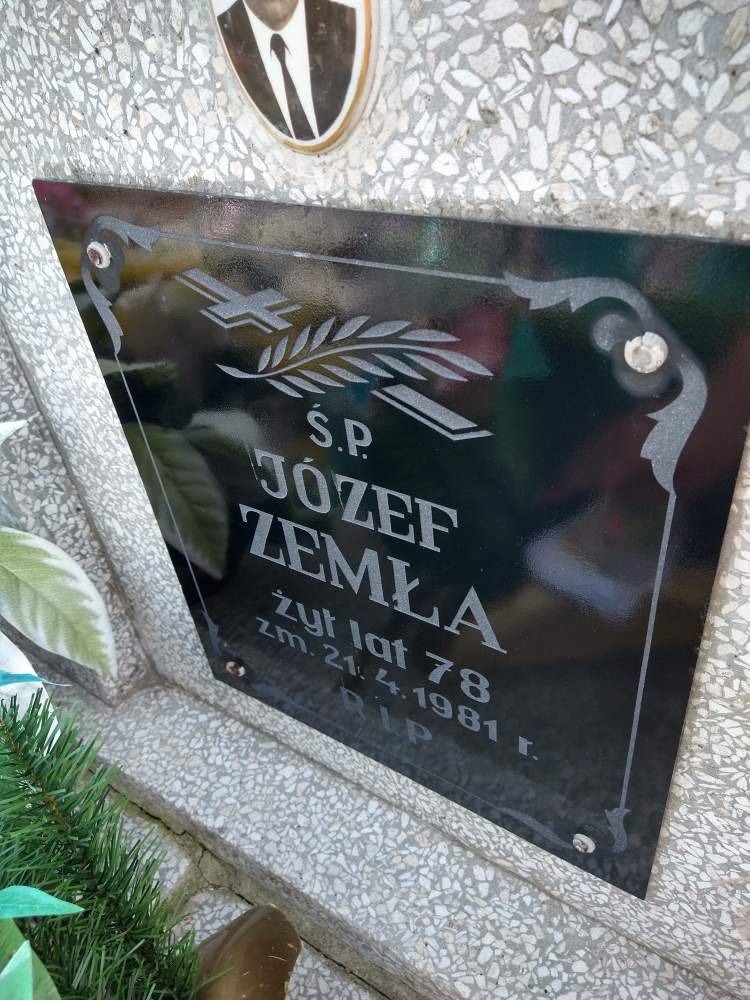 Ś.P.
JÓZEF
ZEMŁA
żył lat 78
zm. 21.4.1981 r.
R I P